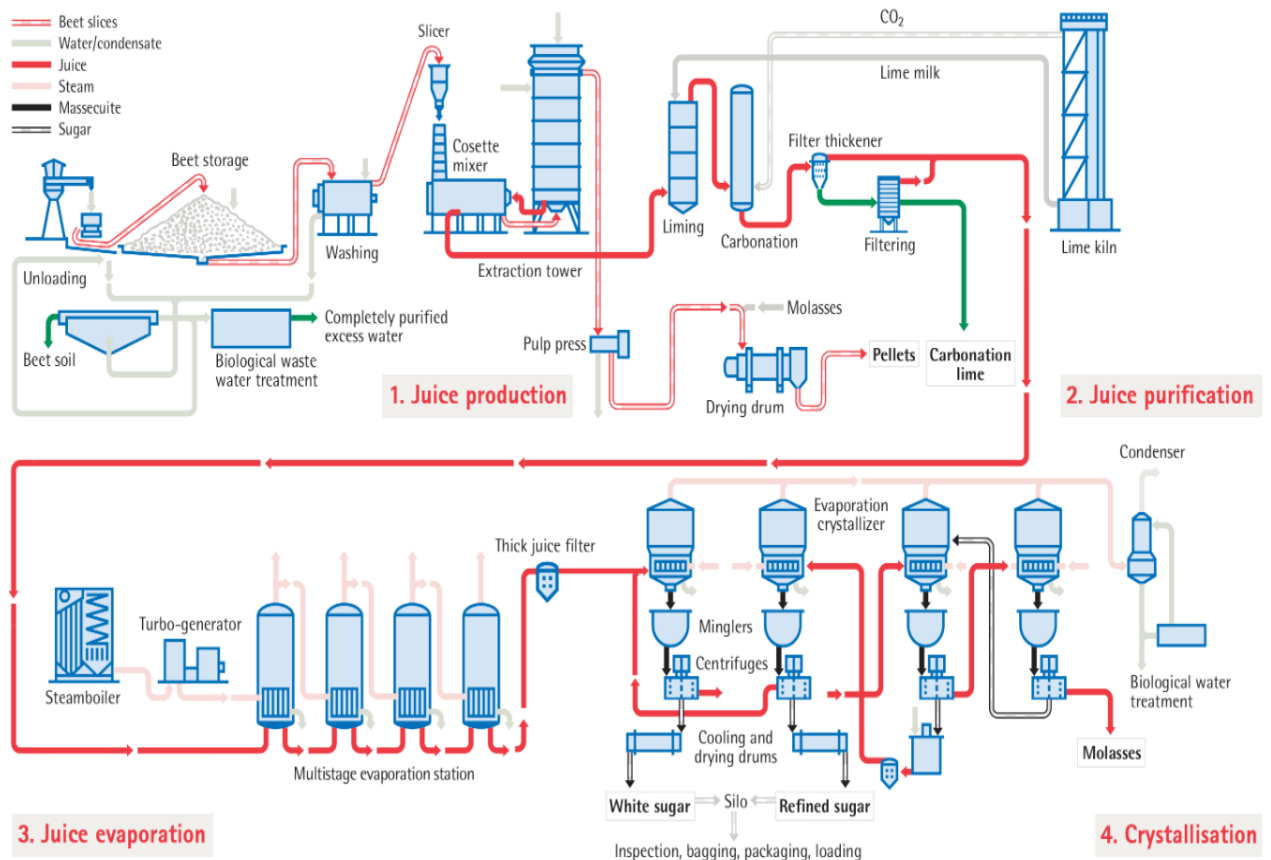 Beet slices
Water/condensate
Juice
Steam
Massecuite
Sugar
Slicer
CO₂
Lime milk
Beet storage
Cosette
mixer
Filter thickener
Unloading
Washing
Extraction tower
Liming
Carbonation
Filtering
Lime kiln
Beet soil
Biological waste
water treatment
Completely purified
excess water
Pulp press
Molasses
Drying drum
Pellets
Carbonation
lime
1. Juice production
2. Juice purification
Condenser
Evaporation
crystallizer
Thick juice filter
Turbo-generator
Steamboiler
Minglers
Centrifuges
Multistage evaporation station
Cooling and
drying drums
Biological water
treatment
Molasses
White sugar
Silo
Refined sugar
Inspection, bagging, packaging, loading
3. Juice evaporation
4. Crystallisation